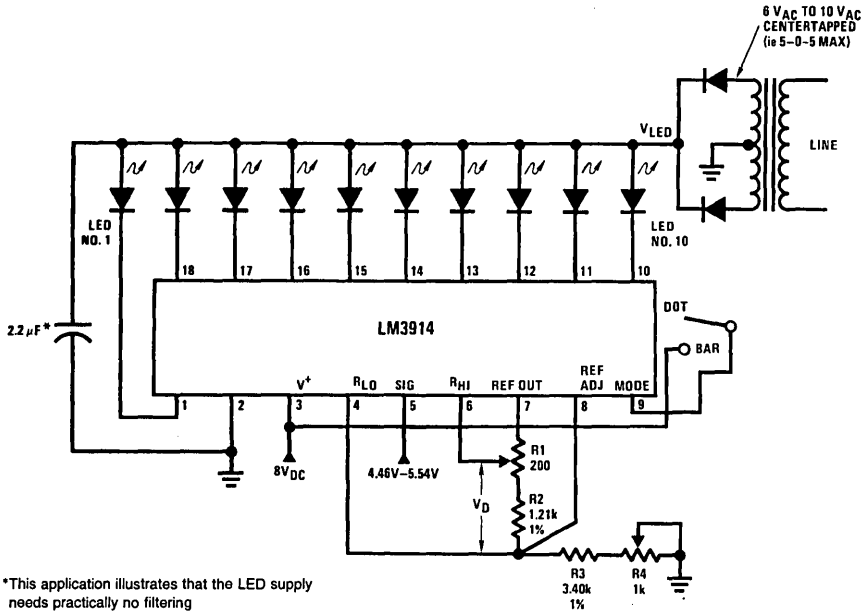 6 VAC TO 10 VAC
CENTERTAPPED
(ie 5–0–5 MAX)
VLED
LINE
LED
NO. 1
LED
NO. 10
18 17 16 15 14 13 12 11 10
2.2 μF*
LM3914
DOT
BAR
V+ RLO SIG RHI REF OUT REF ADJ MODE
1 2 3 4 5 6 7 8 9
8VDC
4.46V–5.54V
R1
200
VD
R2
1.21k
1%
R3
3.40k
1%
R4
1k
*This application illustrates that the LED supply
needs practically no filtering